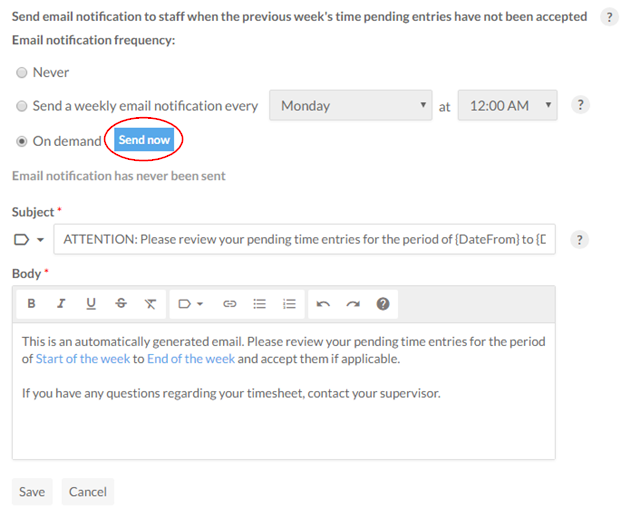 Send email notification to staff when the previous week's time pending entries have not been accepted ?
Email notification frequency:
Never
Send a weekly email notification every Monday at 12:00 AM ?
On demand Send now
Email notification has never been sent
Subject *
ATTENTION: Please review your pending time entries for the period of {DateFrom} to {D ?
Body *
B I U S T ?
This is an automatically generated email. Please review your pending time entries for the period
of Start of the week to End of the week and accept them if applicable.
If you have any questions regarding your timesheet, contact your supervisor.
Save Cancel